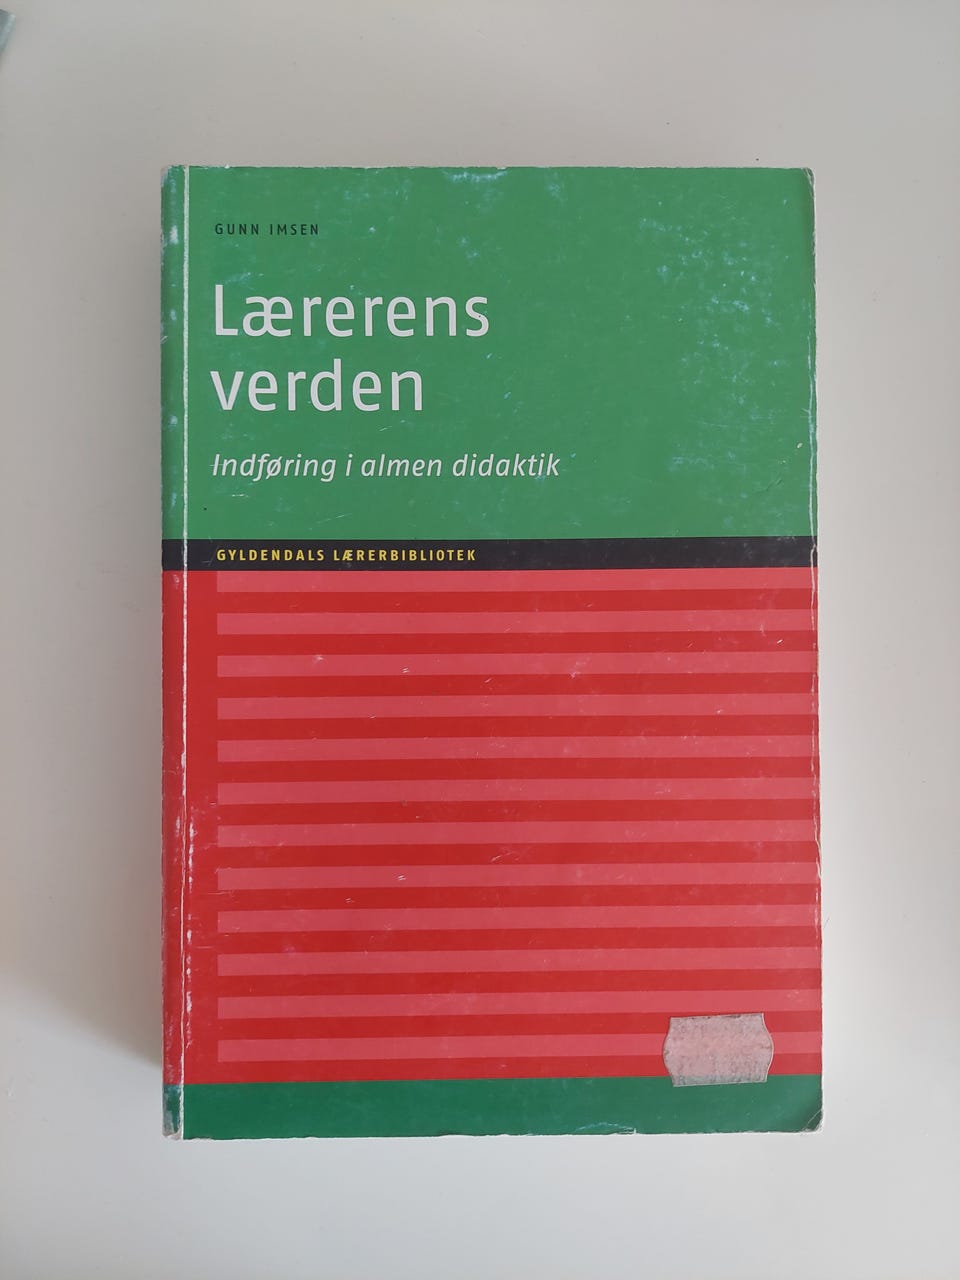 GUNN IMSEN
Lærerens
verden
Indføring i almen didaktik
GYLDENDALS LÆRERBIBLIOTEK